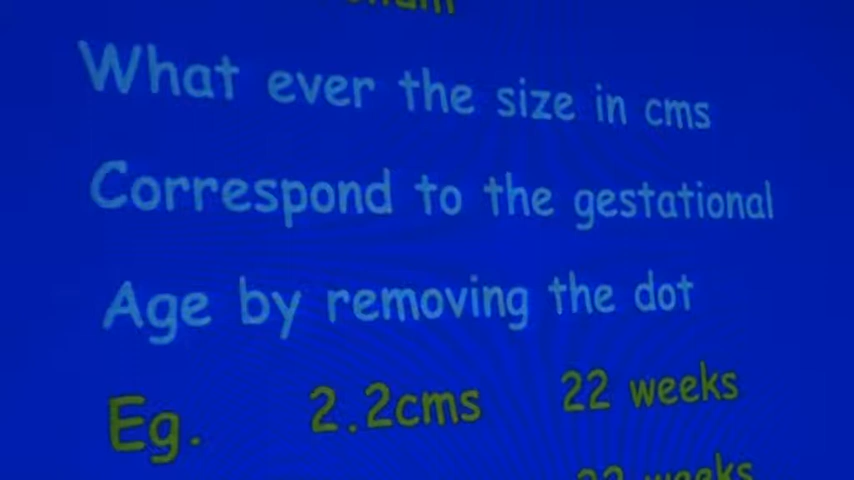 What ever the size in cms
Correspond to the gestational
Age by removing the dot
Eg. 2.2cms 22 weeks
weeks